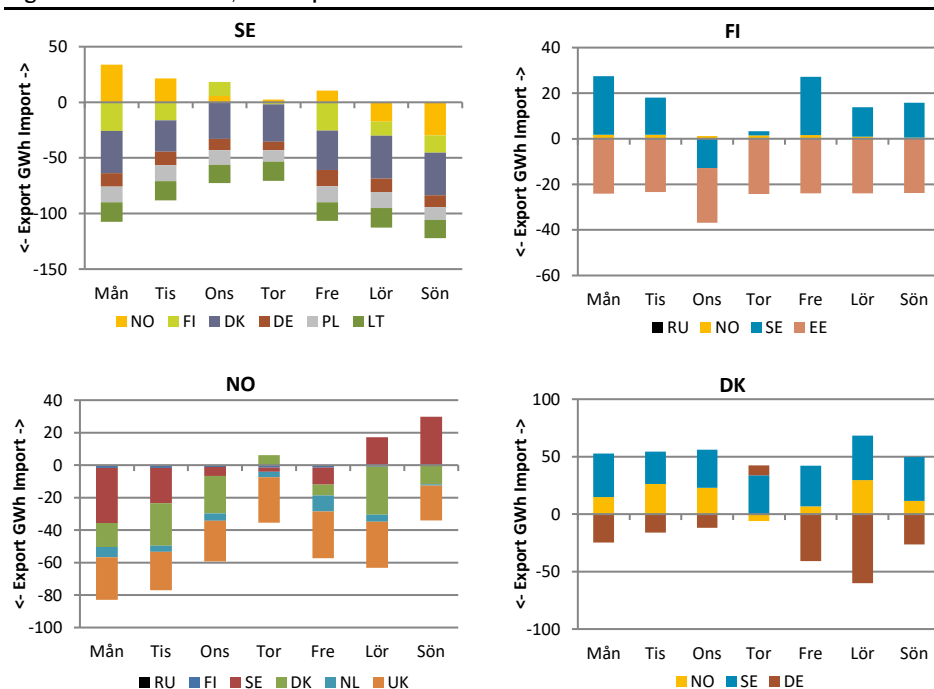 SE
<- Export GWh Import ->
50
0
-50
-100
-150
Mån Tis Ons Tor Fre Lör Sön
NO FI DK DE PL LT
FI
<- Export GWh Import ->
40
20
0
-20
-40
-60
Mån Tis Ons Tor Fre Lör Sön
RU NO SE EE
NO
<- Export GWh Import ->
40
20
0
-20
-40
-60
-80
-100
Mån Tis Ons Tor Fre Lör Sön
RU FI SE DK NL UK
DK
<- Export GWh Import ->
100
50
0
-50
-100
Mån Tis Ons Tor Fre Lör Sön
NO SE DE